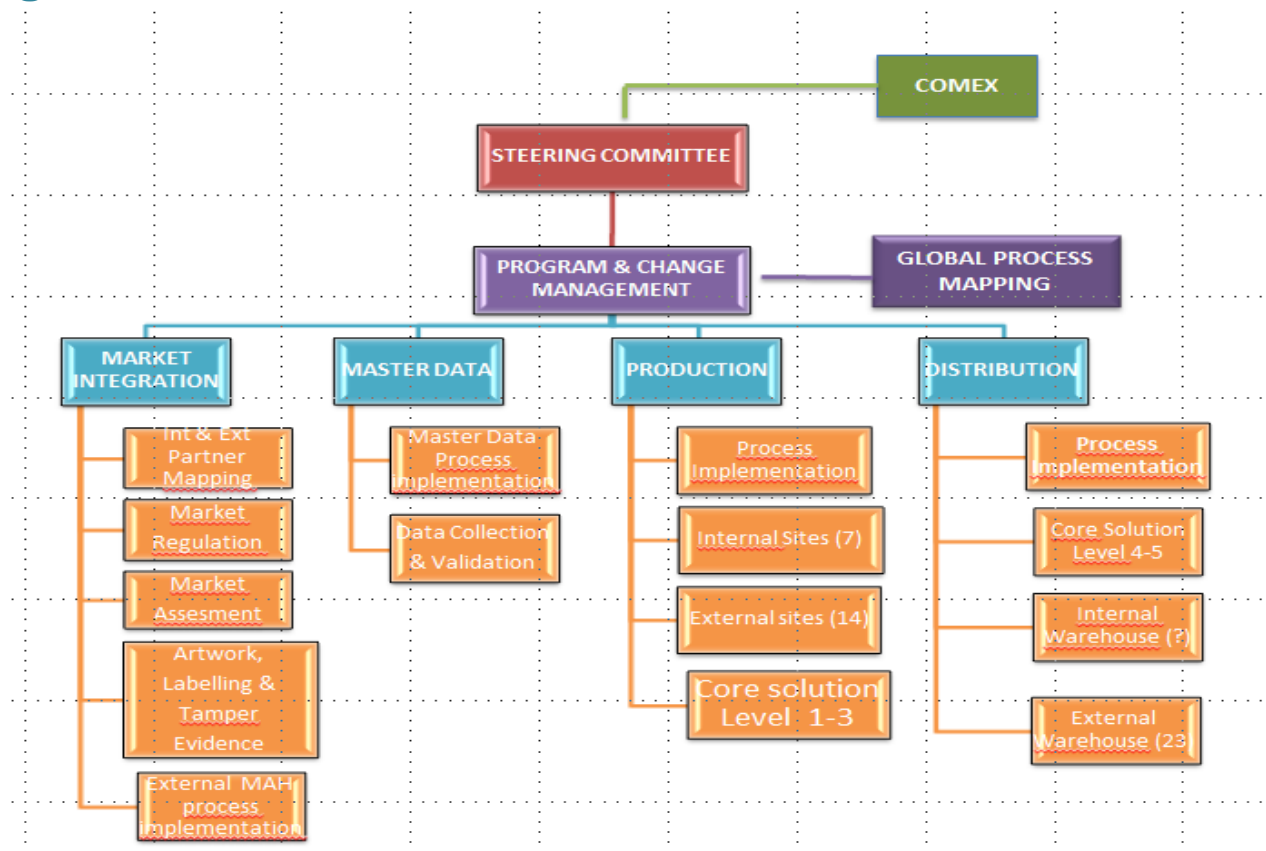 COMEX
STEERING COMMITTEE
PROGRAM & CHANGE
MANAGEMENT
GLOBAL PROCESS
MAPPING
MARKET
INTEGRATION
Int & Ext
Partner
Mapping
Market
Regulation
Market
Assesment
Artwork,
Labelling &
Tamper
Evidence
External MAH
process
implementation
MASTER DATA
Master Data
Process
implementation
Data Collection
& Validation
PRODUCTION
Process
Implementation
Internal Sites (7)
External sites (14)
Core solution
Level 1-3
DISTRIBUTION
Process
Implementation
Core Solution
Level 4-5
Internal
Warehouse (?)
External
Warehouse (23)